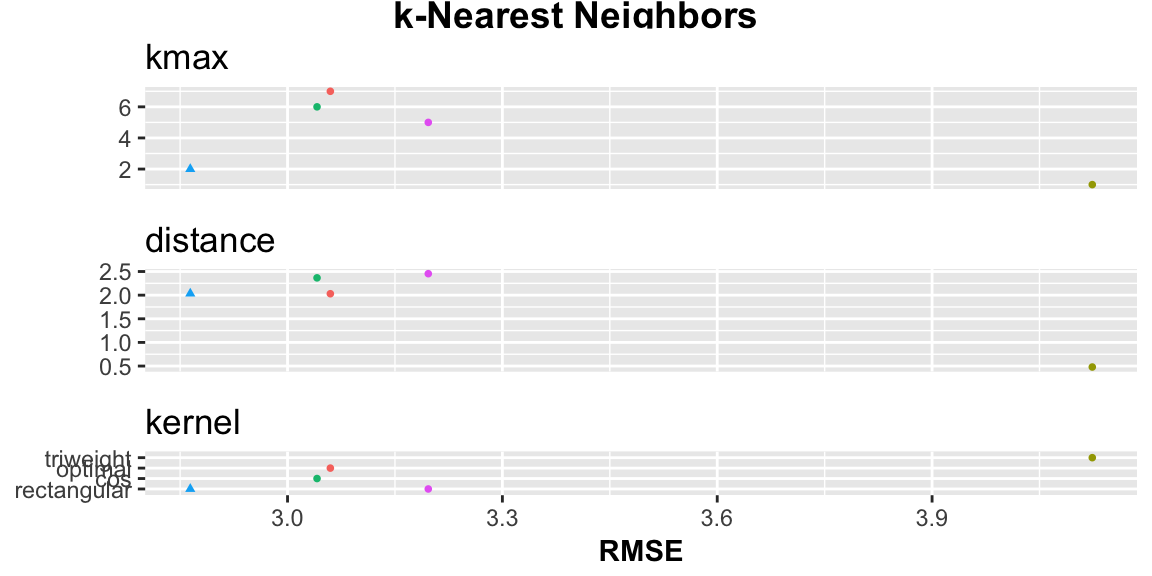 k-Nearest Neighbors
kmax
6
4
2
distance
2.5
2.0
1.5
1.0
0.5
kernel
triweight
optimal
cos
rectangular
3.0 3.3 3.6 3.9
RMSE